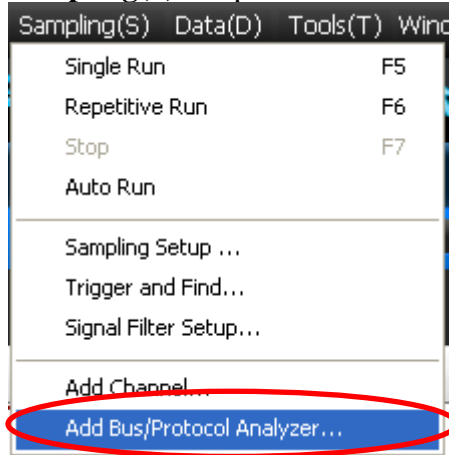 Sampling(S) Data(D) Tools(T) Wind
Single Run F5
Repetitive Run F6
Stop F7
Auto Run
Sampling Setup ...
Trigger and Find...
Signal Filter Setup...
Add Channel...
Add Bus/Protocol Analyzer...